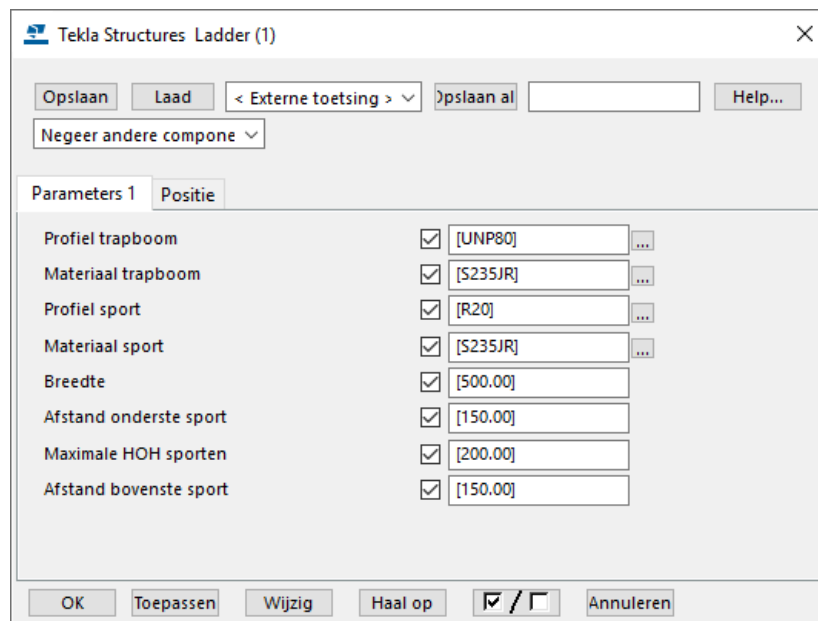 Tekla Structures Ladder (1)
Opslaan Laad < Externe toetsing > Opslaan al Help...
Negeer andere compone
Parameters 1 Positie
Profiel trapboom [UNP80] ...
Materiaal trapboom [S235JR] ...
Profiel sport [R20] ...
Materiaal sport [S235JR] ...
Breedte [500.00]
Afstand onderste sport [150.00]
Maximale HOH sporten [200.00]
Afstand bovenste sport [150.00]
OK Toepassen Wijzig Haal op / Annuleren